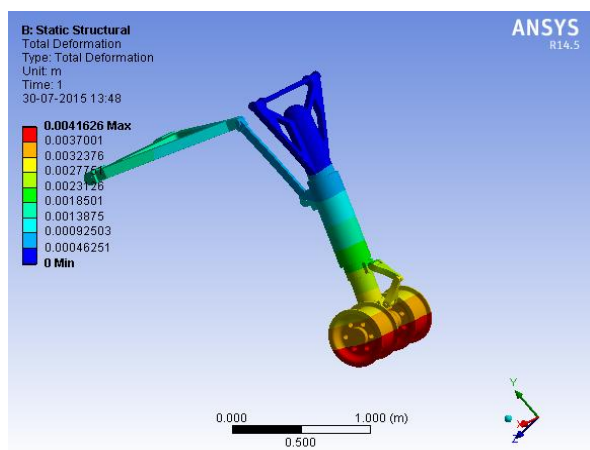 B: Static Structural
Total Deformation
Type: Total Deformation
Unit: m
Time: 1
30-07-2015 13:48
ANSYS
R14.5
0.0041626 Max
0.0037001
0.0032376
0.0027751
0.0023126
0.0018501
0.0013875
0.00092503
0.00046251
0 Min
0.000
1.000 (m)
0.500
Y
X
Z